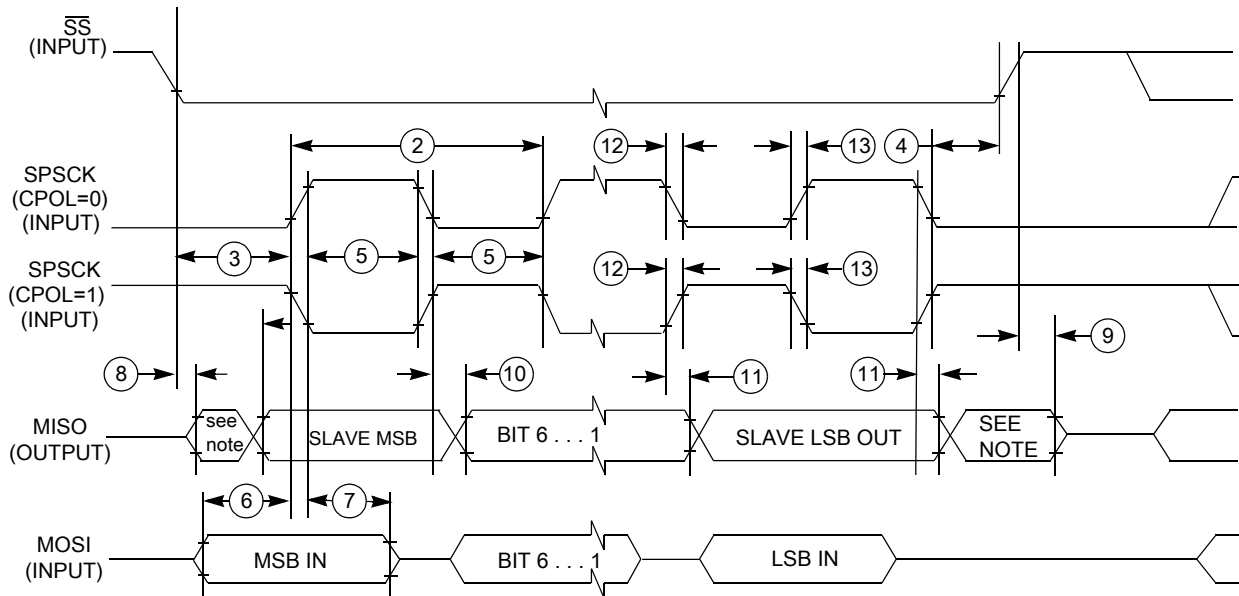 SS
(INPUT)
2
12
13
4
SPSCK
(CPOL=0)
(INPUT)
3
5
5
SPSCK
(CPOL=1)
(INPUT)
12
13
8
10
11
11
9
MISO
(OUTPUT)
see
note
SLAVE MSB
BIT 6 . . . 1
SLAVE LSB OUT
SEE
NOTE
6
7
MOSI
(INPUT)
MSB IN
BIT 6 . . . 1
LSB IN